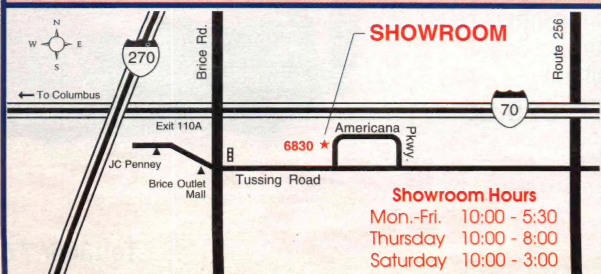 N
W E
S
270
Brice Rd.
SHOWROOM
Route 256
To Columbus
70
Exit 110A
Americana Pkwy.
6830
JC Penney
Tussing Road
Brice Outlet
Mall
Showroom Hours
Mon.-Fri. 10:00 - 5:30
Thursday 10:00 - 8:00
Saturday 10:00 - 3:00